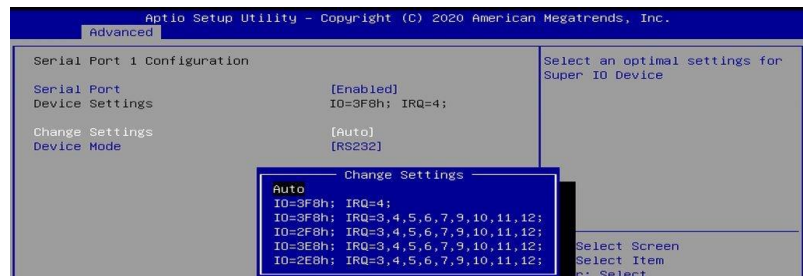 Aptio Setup Utility – Copyright (C) 2020 American Megatrends, Inc.
Advanced
Serial Port 1 Configuration
Select an optimal settings for
Super IO Device
Serial Port [Enabled]
Device Settings IO=3F8h; IRQ=4;
Change Settings [Auto]
Device Mode [RS232]
Change Settings
Auto
IO=3F8h; IRQ=4;
IO=3F8h; IRQ=3,4,5,6,7,9,10,11,12;
IO=2F8h; IRQ=3,4,5,6,7,9,10,11,12;
IO=3E8h; IRQ=3,4,5,6,7,9,10,11,12;
IO=2E8h; IRQ=3,4,5,6,7,9,10,11,12;
Select Screen
Select Item
: Select